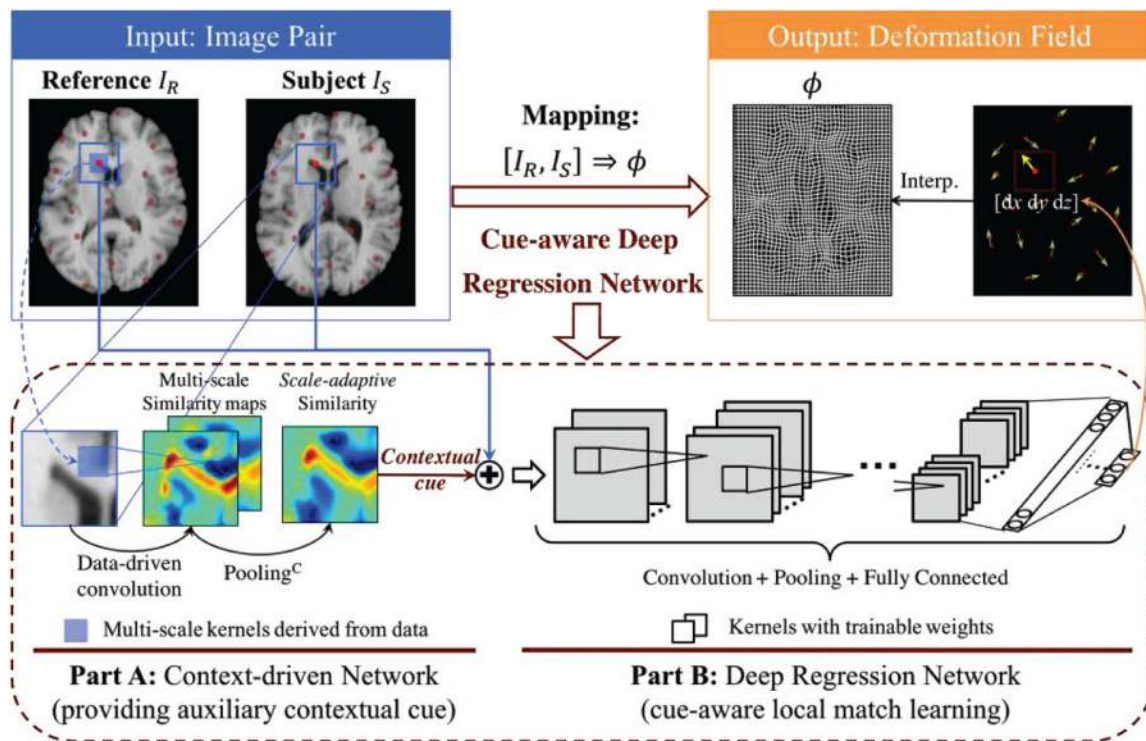 Input: Image Pair
Reference I_R
Subject I_S
Mapping:
[I_R, I_S] ⇒ ϕ
Cue-aware Deep
Regression Network
Output: Deformation Field
ϕ
Interp.
[dx dy dz]
Multi-scale
Similarity maps
Scale-adaptive
Similarity
Contextual
cue
Data-driven
convolution
Pooling^C
Convolution + Pooling + Fully Connected
Multi-scale kernels derived from data
Kernels with trainable weights
Part A: Context-driven Network
(providing auxiliary contextual cue)
Part B: Deep Regression Network
(cue-aware local match learning)